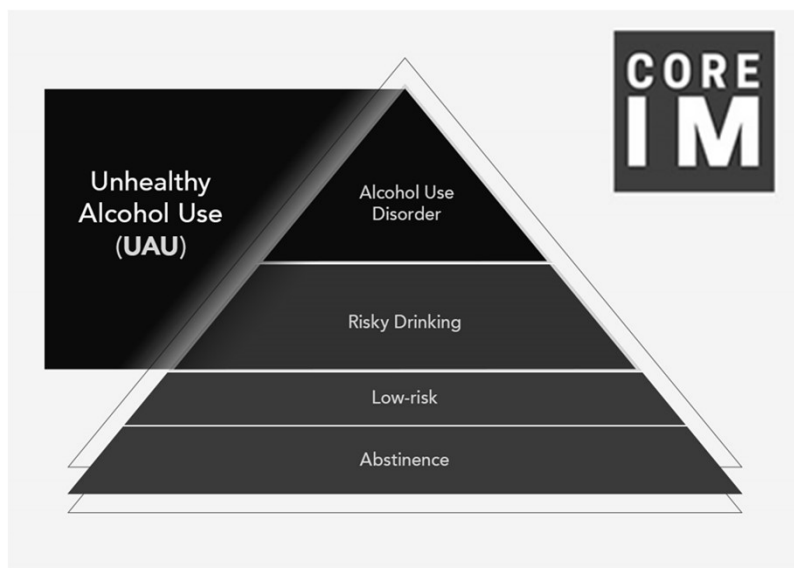 CORE
IM
Unhealthy
Alcohol Use
(UAU)
Alcohol Use
Disorder
Risky Drinking
Low-risk
Abstinence